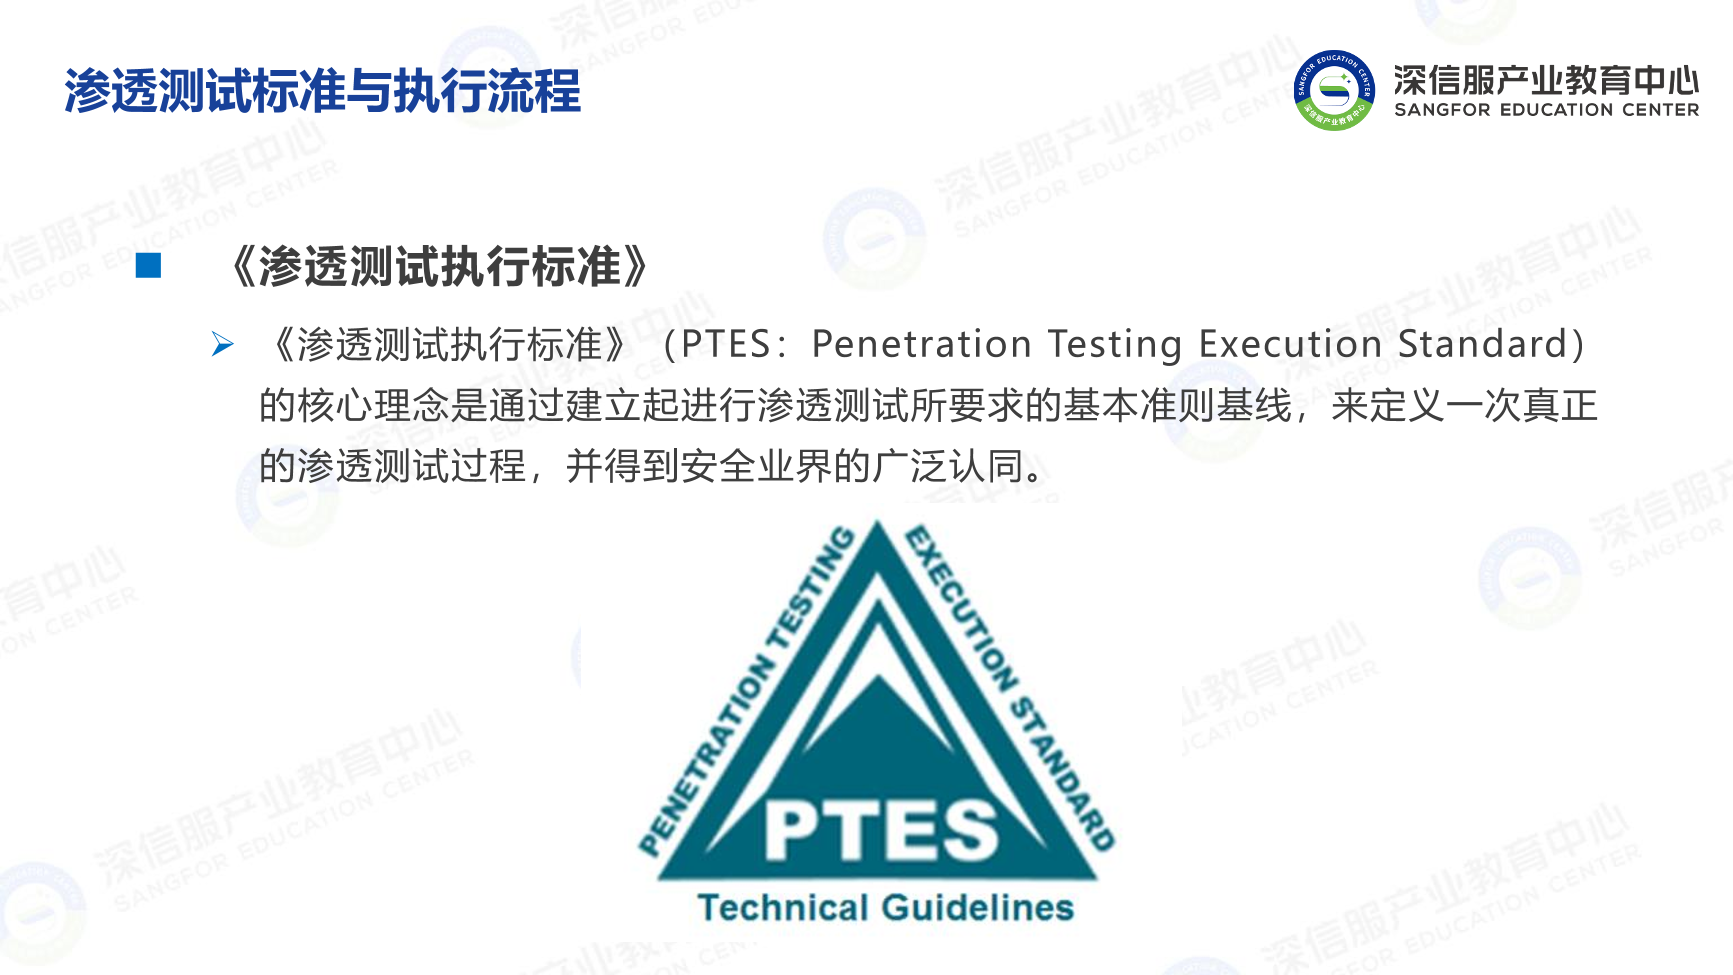 渗透测试标准与执行流程
深信服产业教育中心
SANGFOR EDUCATION CENTER
《渗透测试执行标准》
《渗透测试执行标准》（PTES：Penetration Testing Execution Standard）
的核心理念是通过建立起进行渗透测试所要求的基本准则基线，来定义一次真正
的渗透测试过程，并得到安全业界的广泛认同。
PENETRATION TESTING
EXECUTION STANDARD
PTES
Technical Guidelines